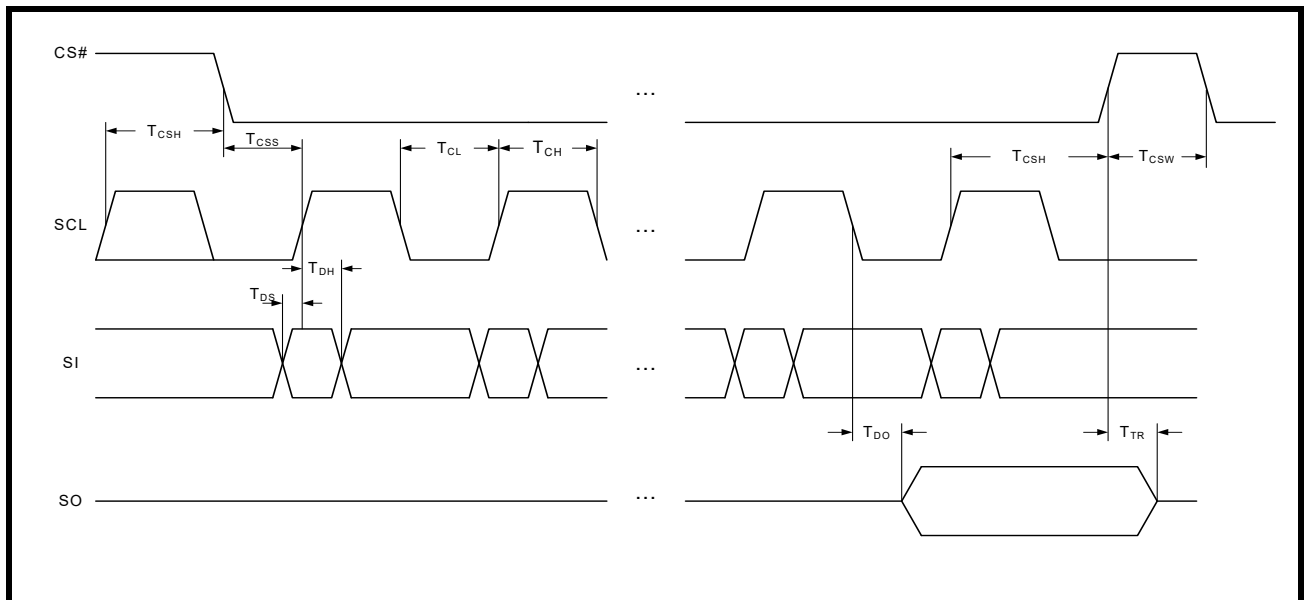 CS#
...
TCSH
TCSS
TCL
TCH
TCSH
TCSW
SCL
...
TDH
TDS
SI
...
TDO
TTR
SO
...